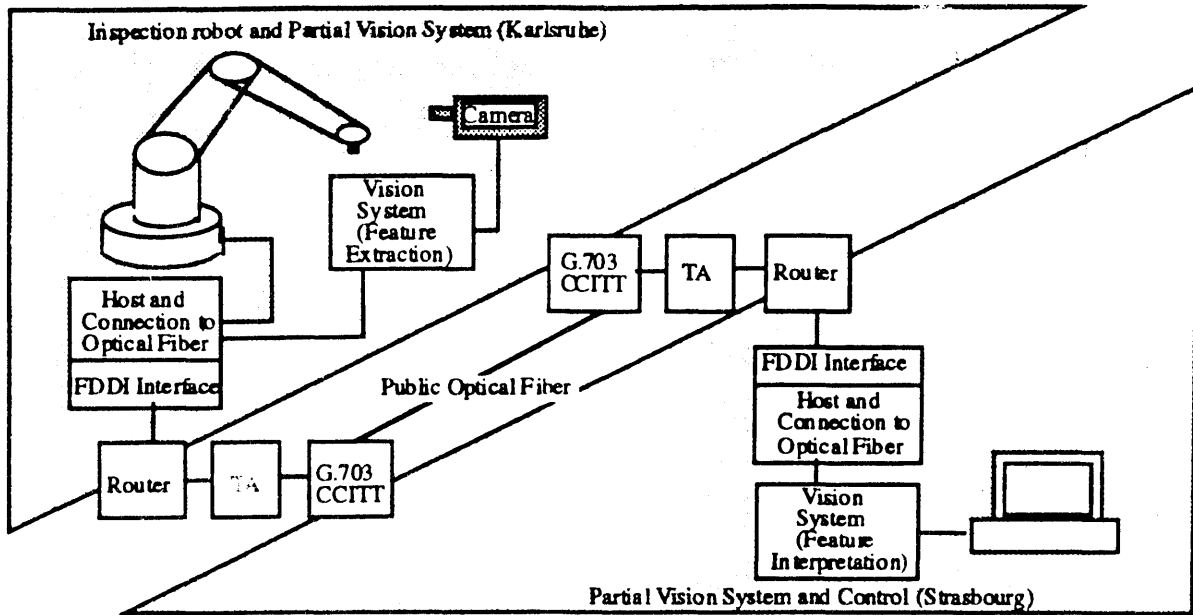 Inspection robot and Partial Vision System (Karlsruhe)
Camera
Vision
System
(Feature
Extraction)
Host and
Connection to
Optical Fiber
FDDI Interface
Router
TA
G.703
CCITT
Public Optical Fiber
G.703
CCITT
TA
Router
FDDI Interface
Host and
Connection to
Optical Fiber
Vision
System
(Feature
Interpretation)
Partial Vision System and Control (Strasbourg)